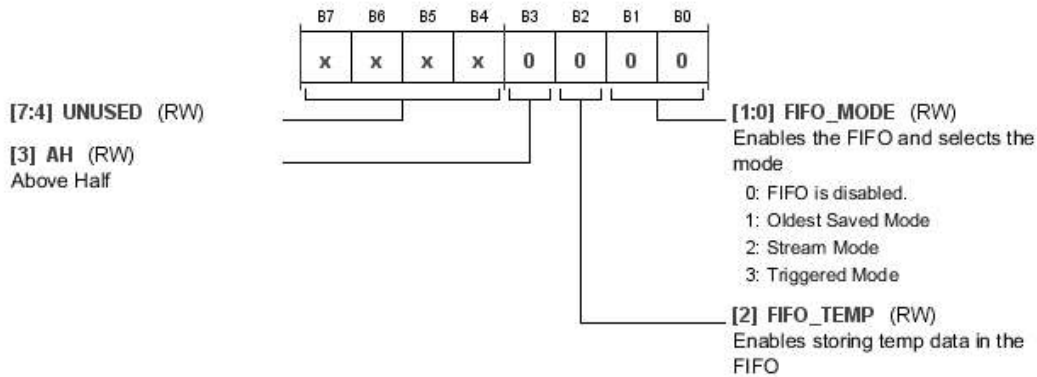 B7 B6 B5 B4 B3 B2 B1 B0
x x x x 0 0 0 0
[7:4] UNUSED (RW)
[3] AH (RW)
Above Half
[1:0] FIFO_MODE (RW)
Enables the FIFO and selects the
mode
0: FIFO is disabled.
1: Oldest Saved Mode
2: Stream Mode
3: Triggered Mode
[2] FIFO_TEMP (RW)
Enables storing temp data in the
FIFO